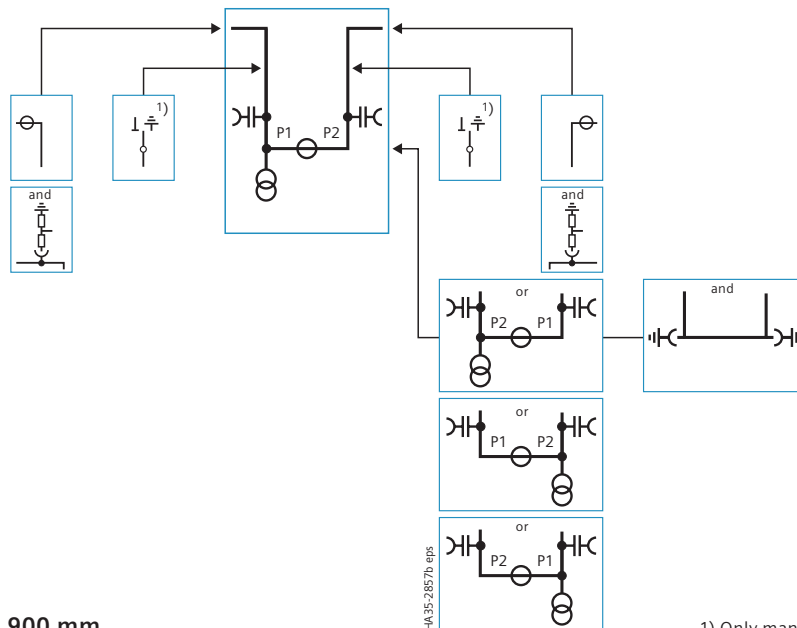 1)
P1 P2
1)
and
and
or
P2 P1
and
or
P1 P2
or
P2 P1
HA35-2857b eps
900 mm
1) Only man